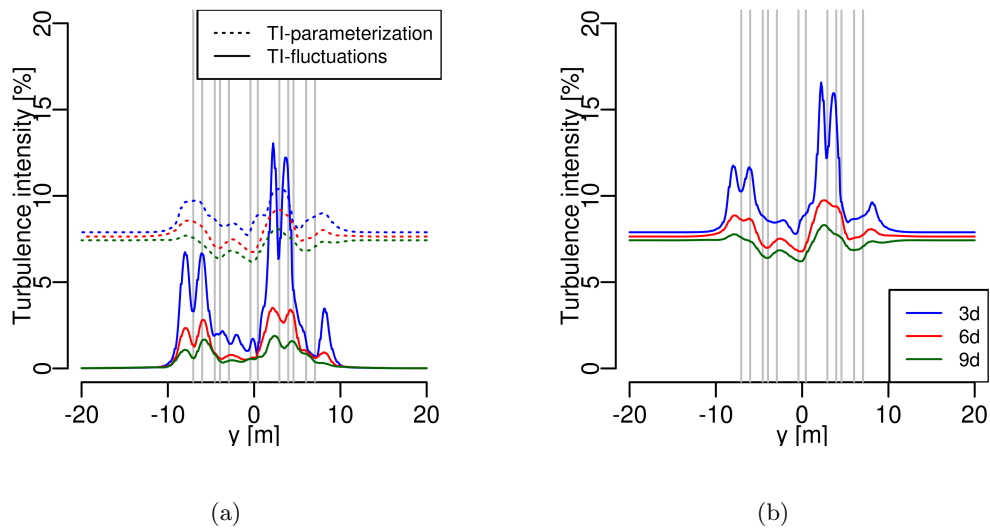 TI-parameterization
TI-fluctuations
Turbulence intensity [%]
0
5
10
15
20
-20
-10
0
10
20
y [m]
(a)
Turbulence intensity [%]
0
5
10
15
20
3d
6d
9d
-20
-10
0
10
20
y [m]
(b)